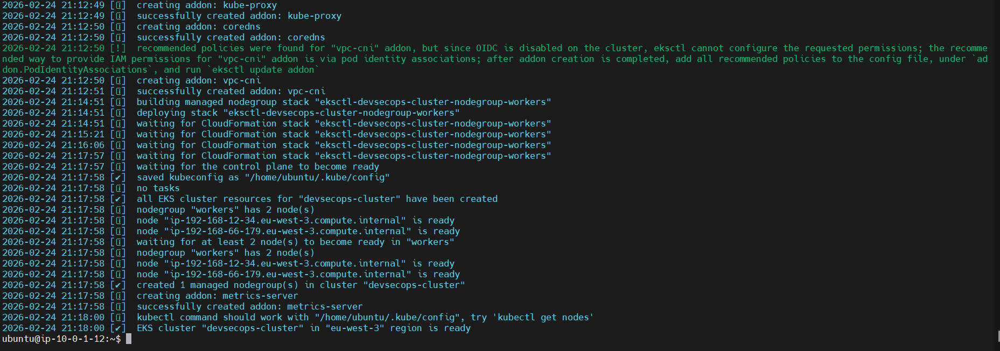 2026-02-24 21:12:49 [ℹ]  creating addon: kube-proxy
2026-02-24 21:12:49 [ℹ]  successfully created addon: kube-proxy
2026-02-24 21:12:50 [ℹ]  creating addon: coredns
2026-02-24 21:12:50 [ℹ]  successfully created addon: coredns
2026-02-24 21:12:50 [!]  recommended policies were found for "vpc-cni" addon, but since OIDC is disabled on the cluster, eksctl cannot configure the requested permissions; the recomme
nded way to provide IAM permissions for "vpc-cni" addon is via pod identity associations; after addon creation is completed, add all recommended policies to the config file, under `ad
don.PodIdentityAssociations`, and run `eksctl update addon`
2026-02-24 21:12:50 [ℹ]  creating addon: vpc-cni
2026-02-24 21:12:51 [ℹ]  successfully created addon: vpc-cni
2026-02-24 21:14:51 [ℹ]  building managed nodegroup stack "eksctl-devsecops-cluster-nodegroup-workers"
2026-02-24 21:14:51 [ℹ]  deploying stack "eksctl-devsecops-cluster-nodegroup-workers"
2026-02-24 21:14:51 [ℹ]  waiting for CloudFormation stack "eksctl-devsecops-cluster-nodegroup-workers"
2026-02-24 21:15:21 [ℹ]  waiting for CloudFormation stack "eksctl-devsecops-cluster-nodegroup-workers"
2026-02-24 21:16:06 [ℹ]  waiting for CloudFormation stack "eksctl-devsecops-cluster-nodegroup-workers"
2026-02-24 21:17:57 [ℹ]  waiting for CloudFormation stack "eksctl-devsecops-cluster-nodegroup-workers"
2026-02-24 21:17:57 [ℹ]  waiting for the control plane to become ready
2026-02-24 21:17:58 [✔]  saved kubeconfig as "/home/ubuntu/.kube/config"
2026-02-24 21:17:58 [ℹ]  no tasks
2026-02-24 21:17:58 [✔]  all EKS cluster resources for "devsecops-cluster" have been created
2026-02-24 21:17:58 [ℹ]  nodegroup "workers" has 2 node(s)
2026-02-24 21:17:58 [ℹ]  node "ip-192-168-12-34.eu-west-3.compute.internal" is ready
2026-02-24 21:17:58 [ℹ]  node "ip-192-168-66-179.eu-west-3.compute.internal" is ready
2026-02-24 21:17:58 [ℹ]  waiting for at least 2 node(s) to become ready in "workers"
2026-02-24 21:17:58 [ℹ]  nodegroup "workers" has 2 node(s)
2026-02-24 21:17:58 [ℹ]  node "ip-192-168-12-34.eu-west-3.compute.internal" is ready
2026-02-24 21:17:58 [ℹ]  node "ip-192-168-66-179.eu-west-3.compute.internal" is ready
2026-02-24 21:17:58 [✔]  created 1 managed nodegroup(s) in cluster "devsecops-cluster"
2026-02-24 21:17:58 [ℹ]  creating addon: metrics-server
2026-02-24 21:17:58 [ℹ]  successfully created addon: metrics-server
2026-02-24 21:18:00 [ℹ]  kubectl command should work with "/home/ubuntu/.kube/config", try 'kubectl get nodes'
2026-02-24 21:18:00 [✔]  EKS cluster "devsecops-cluster" in "eu-west-3" region is ready
ubuntu@ip-10-0-1-12:~$